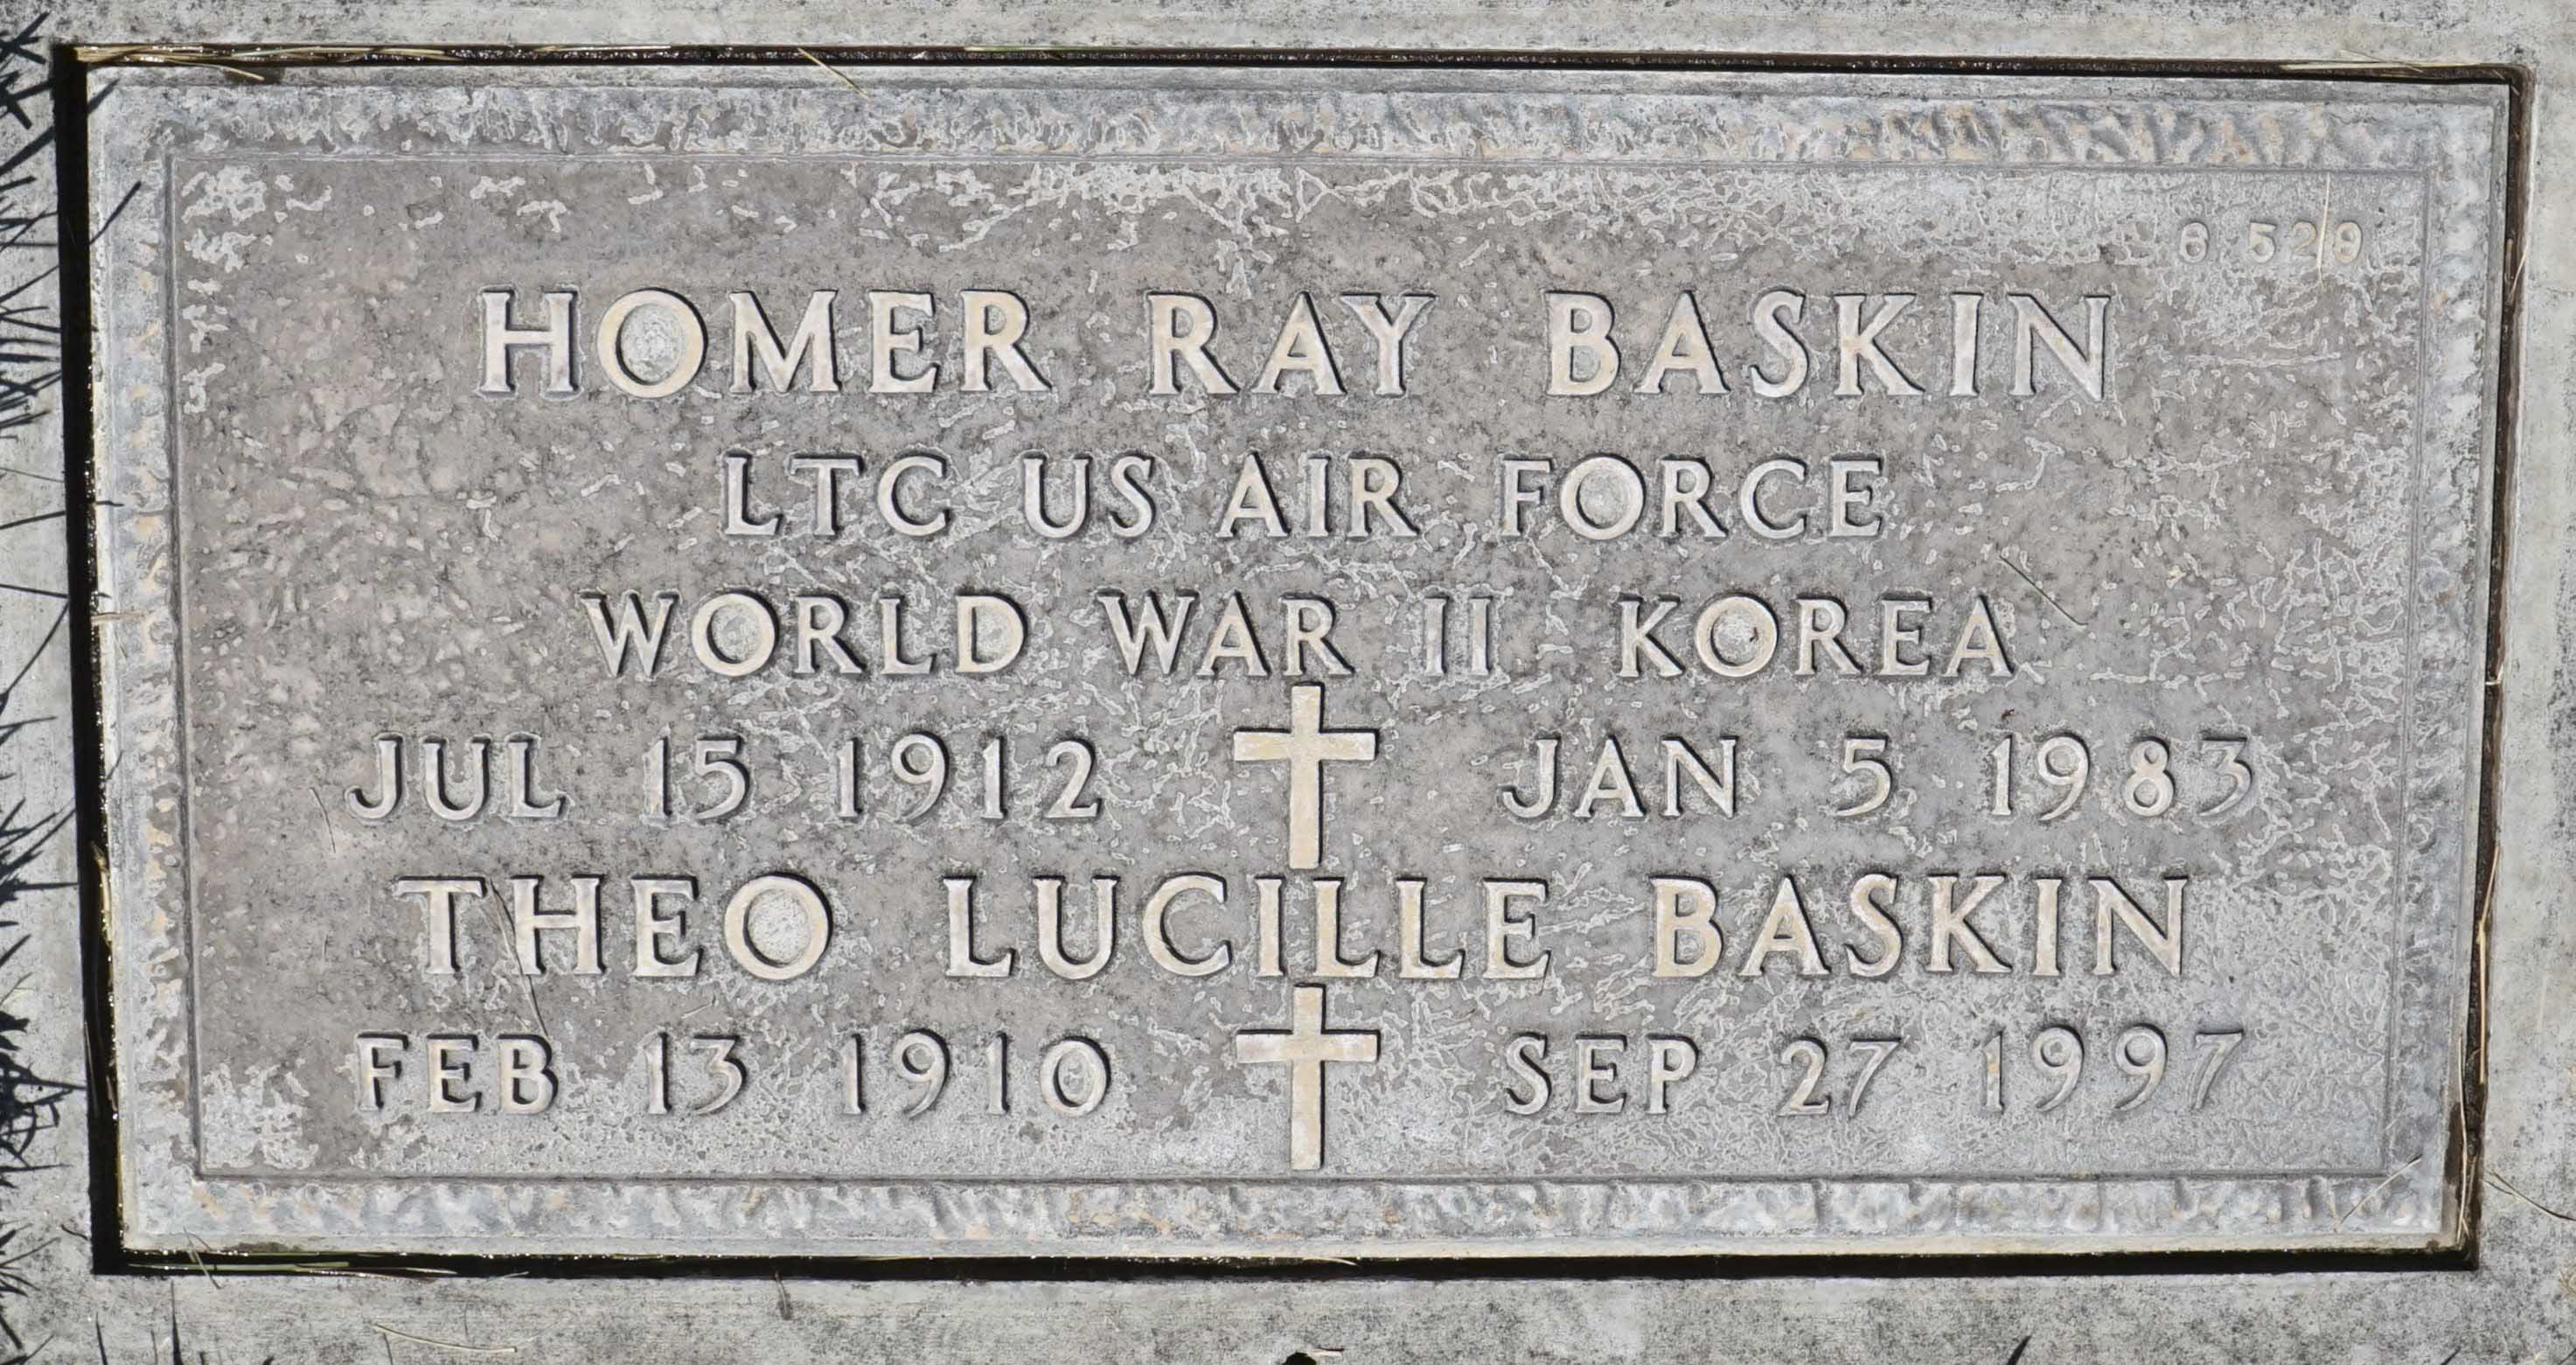 6 529
HOMER RAY BASKIN
LTC US AIR FORCE
WORLD WAR II KOREA
JUL 15 1912 JAN 5 1983
THEO LUCILLE BASKIN
FEB 13 1910 SEP 27 1997